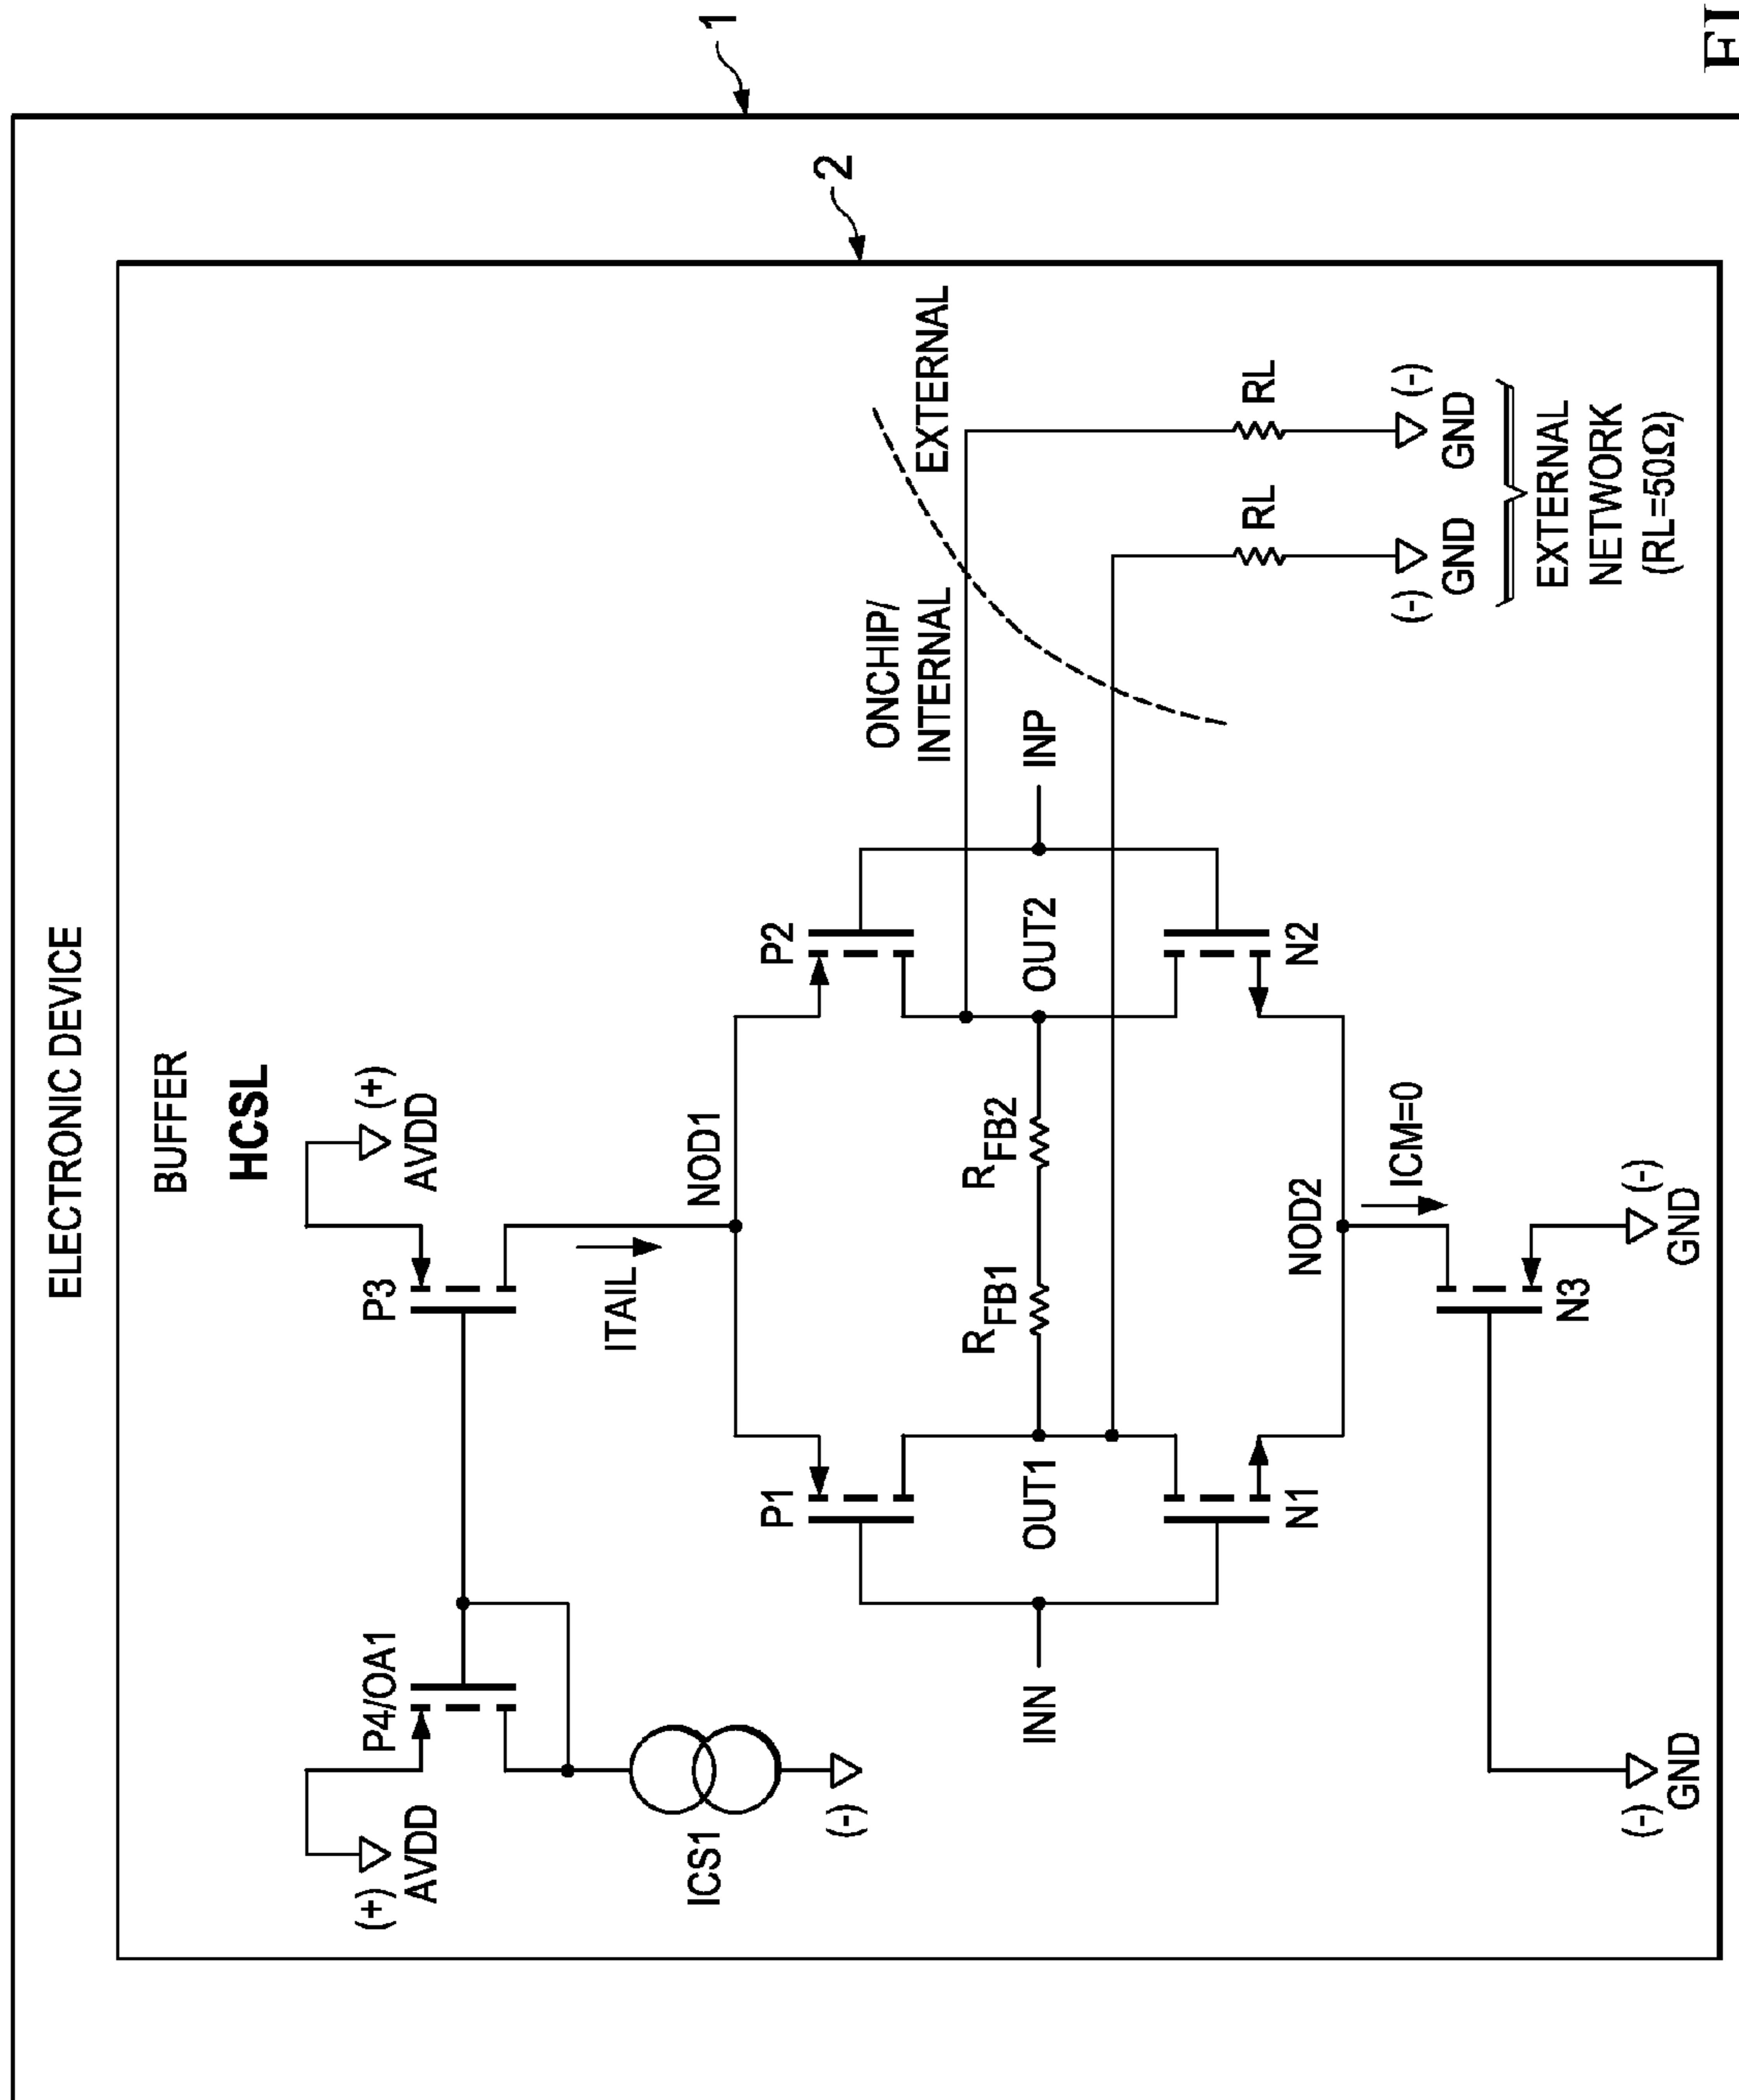 ELECTRONIC DEVICE
1
BUFFER
HCSL
2
(+)
AVDD
P4/OA1
ICS1
(-)
(+)
AVDD
P3
ITAIL
NOD1
P1
P2
INN
OUT1
RFB1
RFB2
OUT2
INP
N1
N2
NOD2
ICM=0
N3
(-)
GND
(-)
GND
ONCHIP/
INTERNAL
EXTERNAL
RL
RL
(-)
GND
(-)
GND
EXTERNAL
NETWORK
(RL=50Ω)